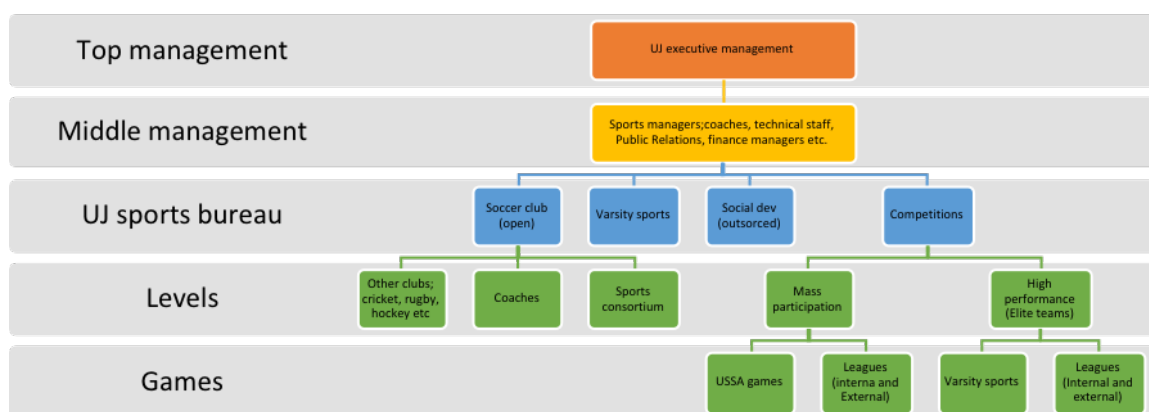 Top management
UJ executive management
Middle management
Sports managers;coaches, technical staff,
Public Relations, finance managers etc.
UJ sports bureau
Soccer club
(open)
Varsity sports
Social dev
(outsorced)
Competitions
Levels
Other clubs;
cricket, rugby,
hockey etc
Coaches
Sports
consortium
Mass
participation
High
performance
(Elite teams)
Games
USSA games
Leagues
(interna and
External)
Varsity sports
Leagues
(Internal and
external)